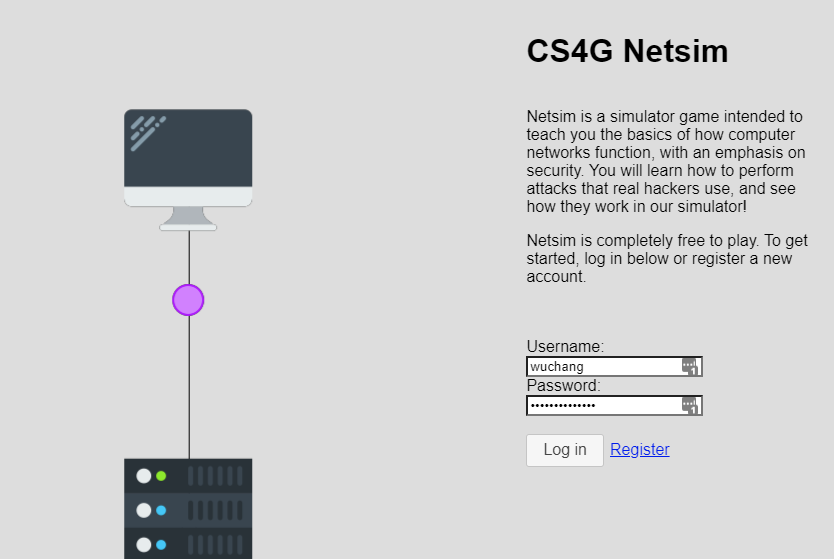 CS4G Netsim
Netsim is a simulator game intended to
teach you the basics of how computer
networks function, with an emphasis on
security. You will learn how to perform
attacks that real hackers use, and see
how they work in our simulator!
Netsim is completely free to play. To get
started, log in below or register a new
account.
Username:
wuchang
1
Password:
••••••••••••••
1
Log in Register